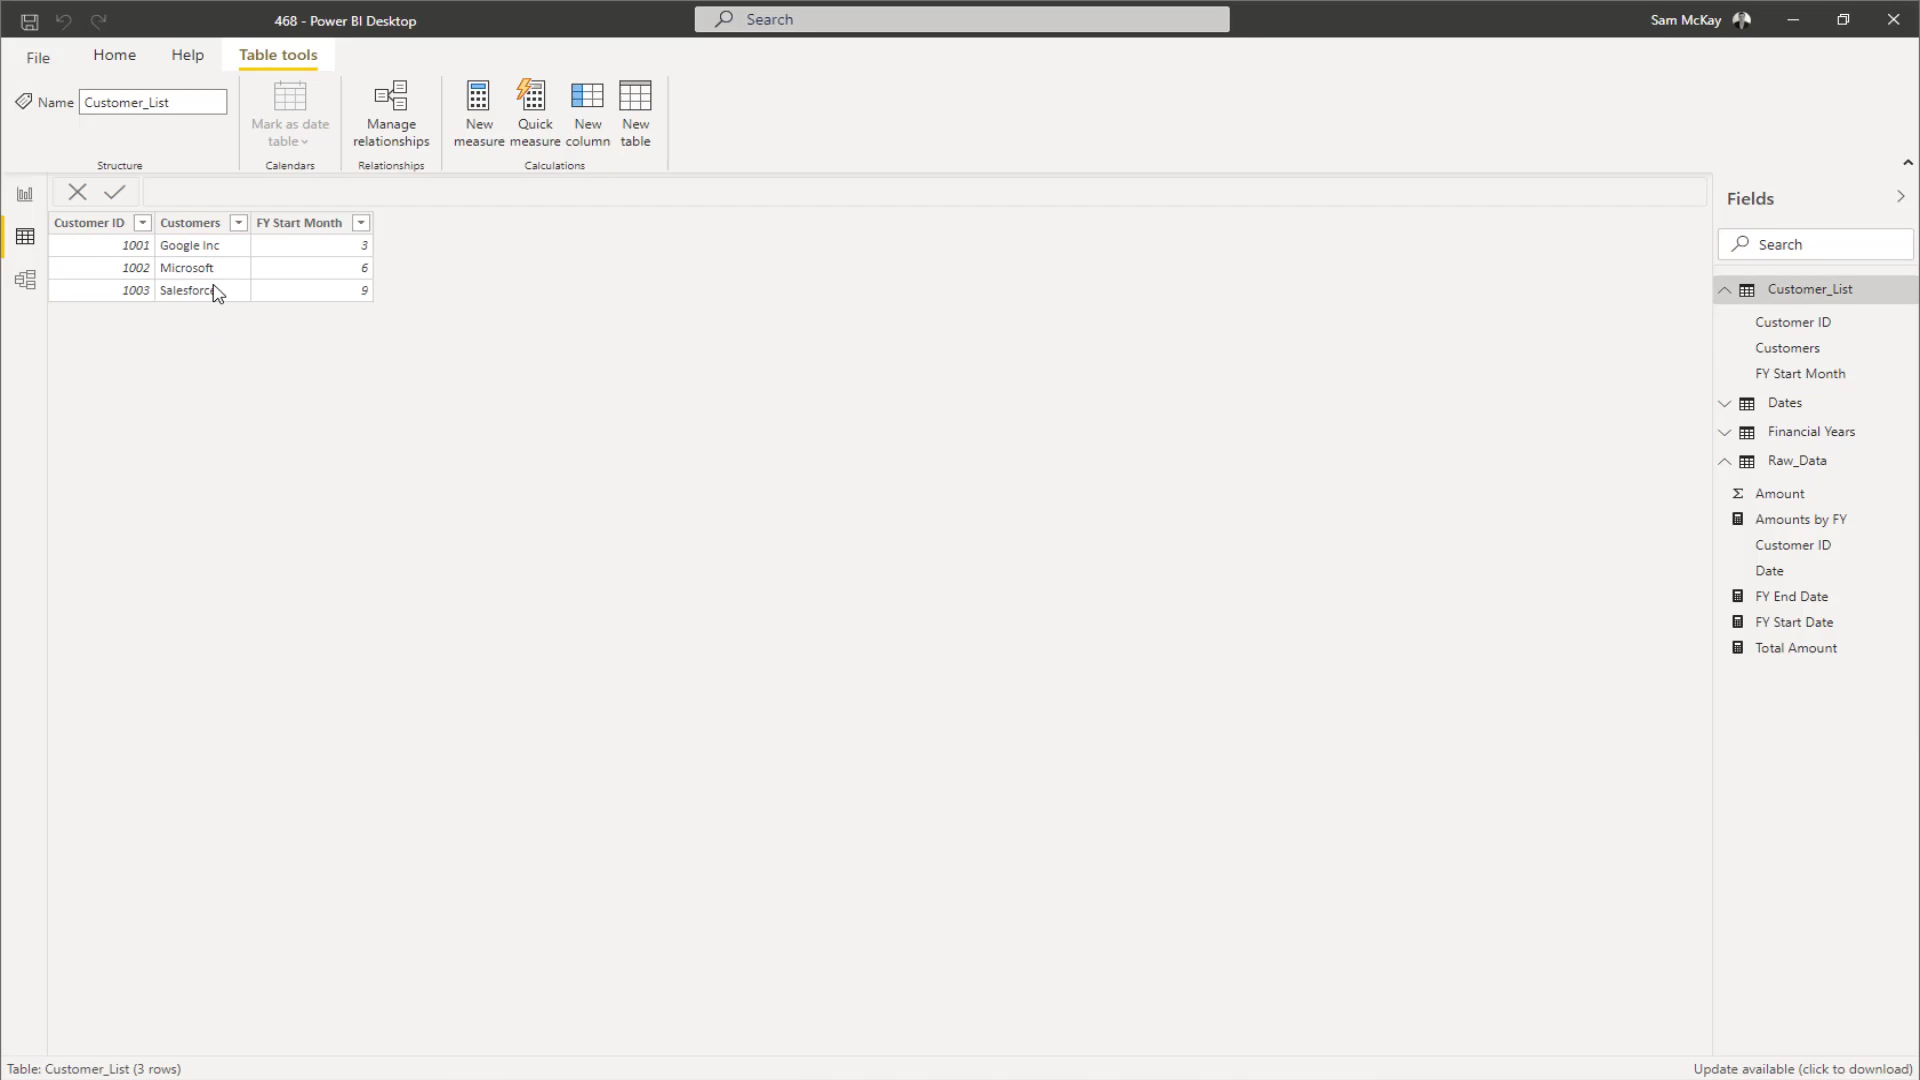 468 - Power BI Desktop
Search
Sam McKay
File
Home
Help
Table tools
Name
Customer_List
Mark as date
table
Manage
relationships
New
measure
Quick
measure
New
column
New
table
Structure
Calendars
Relationships
Calculations
Customer ID
Customers
FY Start Month
1001
Google Inc
3
1002
Microsoft
6
1003
Salesforce
9
Fields
Search
Customer_List
Customer ID
Customers
FY Start Month
Dates
Financial Years
Raw_Data
Amount
Amounts by FY
Customer ID
Date
FY End Date
FY Start Date
Total Amount
Table: Customer_List (3 rows)
Update available (click to download)